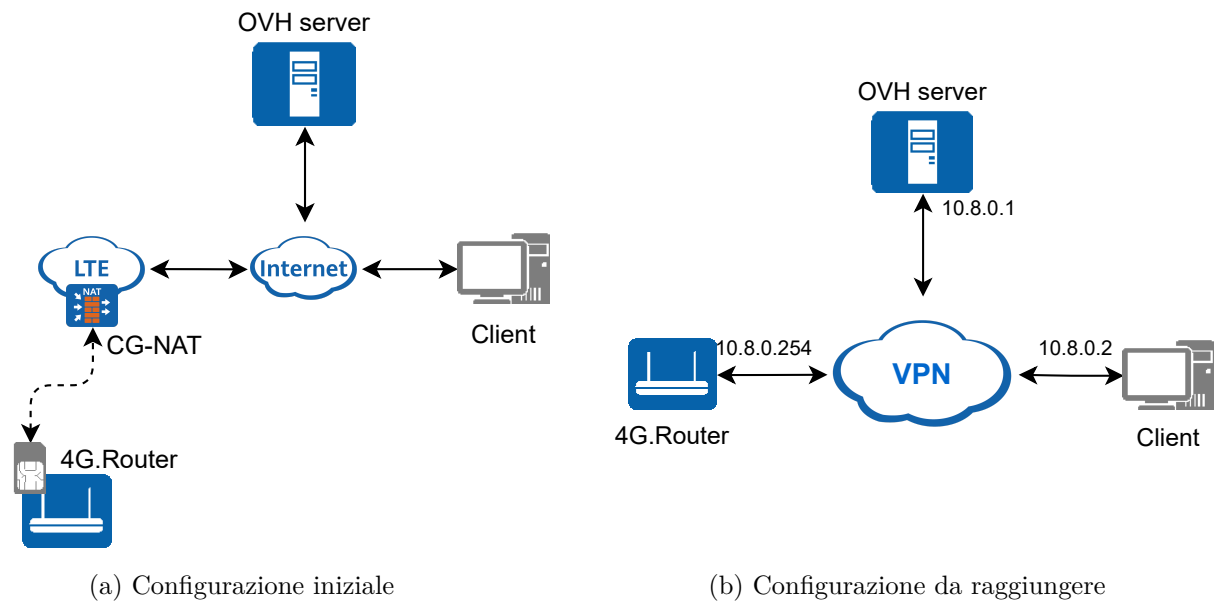 OVH server
LTE
Internet
NAT
CG-NAT
Client
4G.Router
(a) Configurazione iniziale
OVH server
10.8.0.1
10.8.0.254
VPN
10.8.0.2
4G.Router
Client
(b) Configurazione da raggiungere